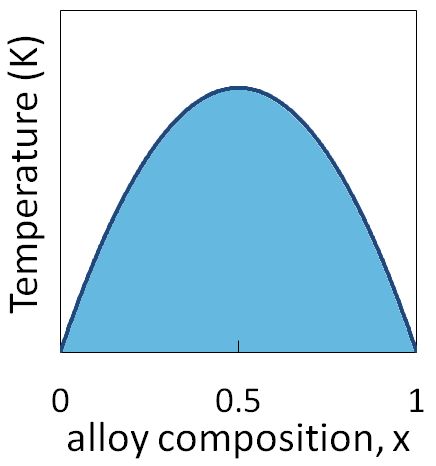 Temperature (K)
0 0.5 1
alloy composition, x